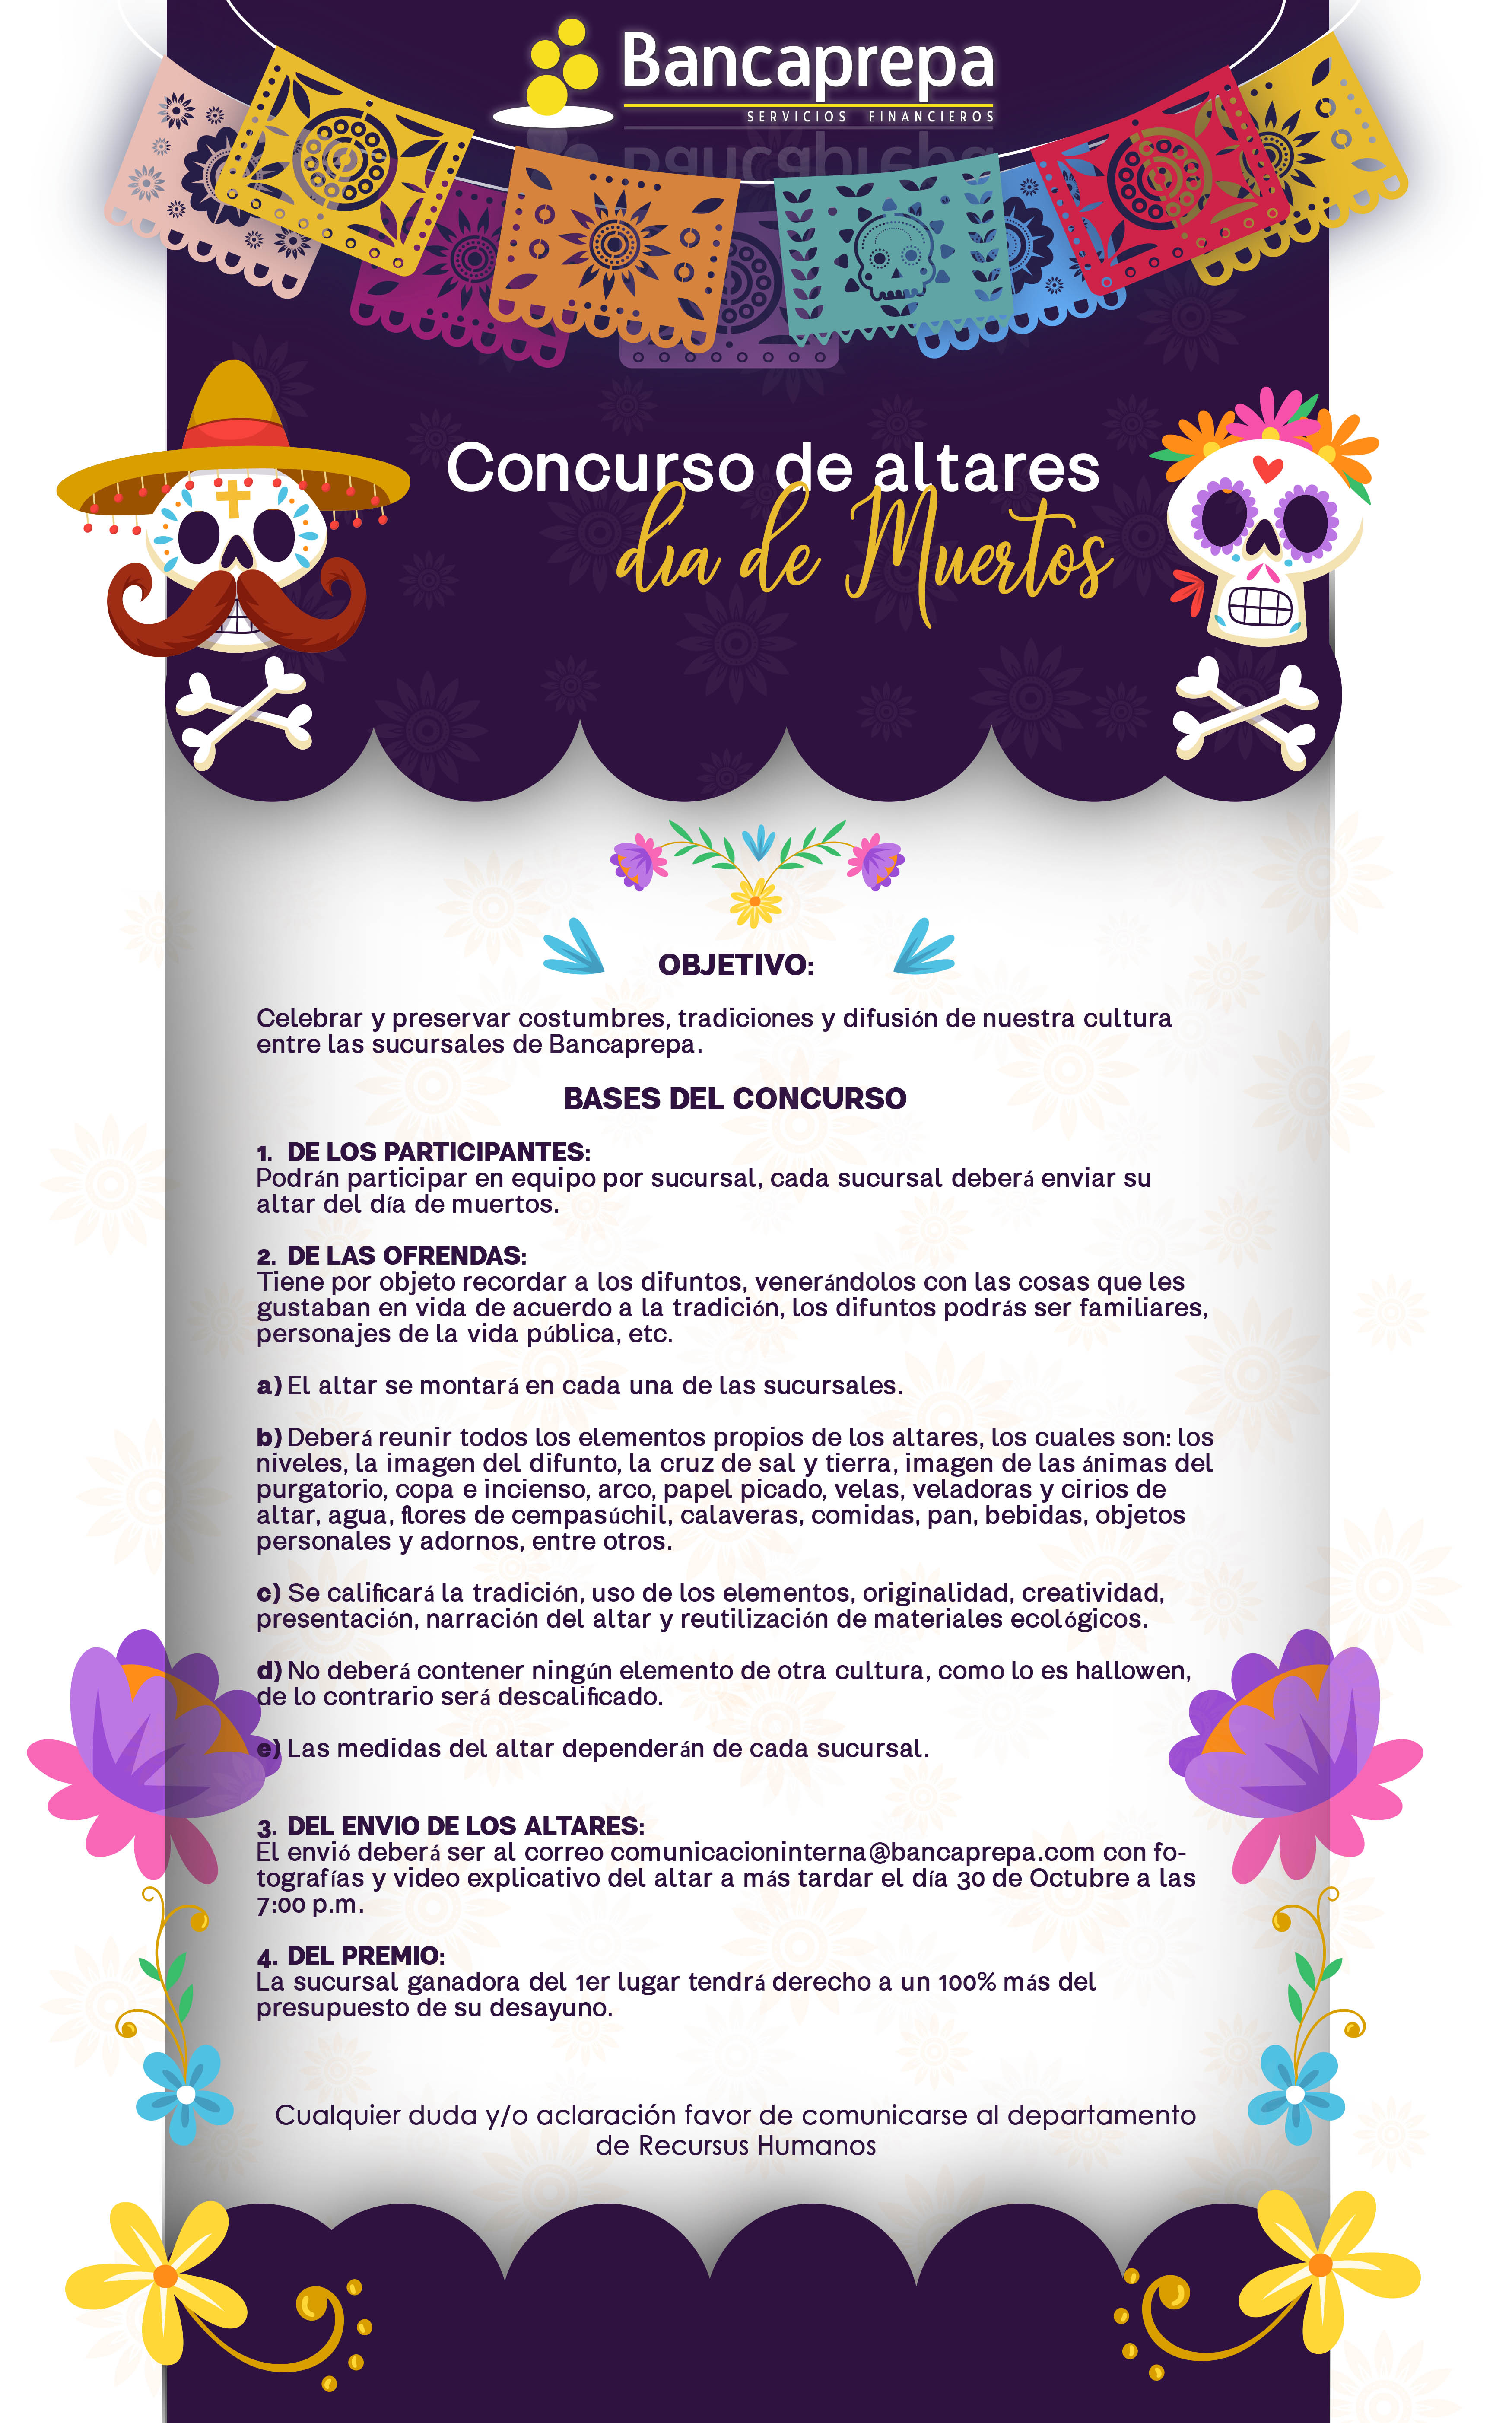 Bancaprepa
SERVICIOS FINANCIEROS
Concurso de altares
día de Muertos
OBJETIVO:
Celebrar y preservar costumbres, tradiciones y difusión de nuestra cultura
entre las sucursales de Bancaprepa.
BASES DEL CONCURSO
1. DE LOS PARTICIPANTES:
Podrán participar en equipo por sucursal, cada sucursal deberá enviar su
altar del día de muertos.
2. DE LAS OFRENDAS:
Tiene por objeto recordar a los difuntos, venerándolos con las cosas que les
gustaban en vida de acuerdo a la tradición, los difuntos podrás ser familiares,
personajes de la vida pública, etc.
a) El altar se montará en cada una de las sucursales.
b) Deberá reunir todos los elementos propios de los altares, los cuales son: los
niveles, la imagen del difunto, la cruz de sal y tierra, imagen de las ánimas del
purgatorio, copa e incienso, arco, papel picado, velas, veladoras y cirios de
altar, agua, flores de cempasúchil, calaveras, comidas, pan, bebidas, objetos
personales y adornos, entre otros.
c) Se calificará la tradición, uso de los elementos, originalidad, creatividad,
presentación, narración del altar y reutilización de materiales ecológicos.
d) No deberá contener ningún elemento de otra cultura, como lo es hallowen,
de lo contrario será descalificado.
e) Las medidas del altar dependerán de cada sucursal.
3. DEL ENVIO DE LOS ALTARES:
El envió deberá ser al correo comunicacioninterna@bancaprepa.com con fo-
tografías y video explicativo del altar a más tardar el día 30 de Octubre a las
7:00 p.m.
4. DEL PREMIO:
La sucursal ganadora del 1er lugar tendrá derecho a un 100% más del
presupuesto de su desayuno.
Cualquier duda y/o aclaración favor de comunicarse al departamento
de Recursus Humanos